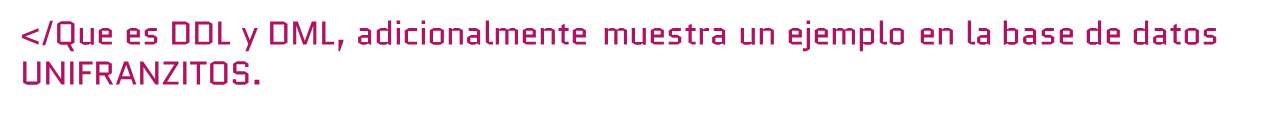 </Que es DDL y DML, adicionalmente muestra un ejemplo en la base de datos
UNIFRANZITOS.